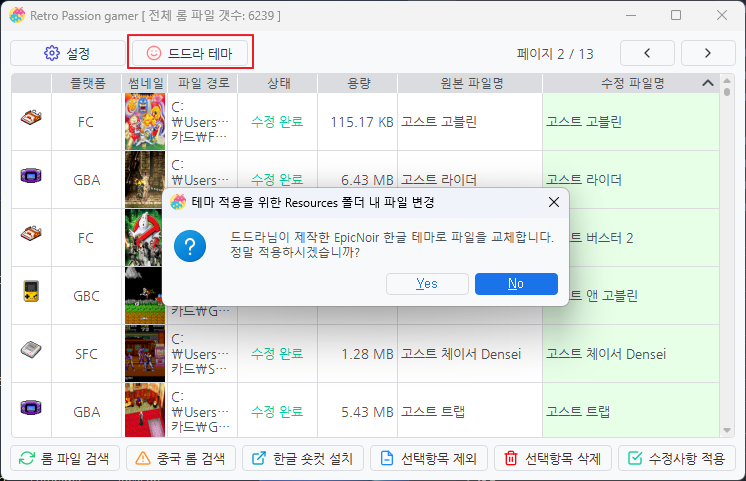 Retro Passion gamer [ 전체 롬 파일 갯수: 6239 ]
설정
드드라 테마
페이지 2 / 13
플랫폼 썸네일 파일 경로 상태 용량 원본 파일명 수정 파일명
FC C:
₩Users…
카드₩F… 수정 완료 115.17 KB 고스트 고블린 고스트 고블린
GBA C:
₩Users… 수정 완료 6.43 MB 고스트 라이더 고스트 라이더
테마 적용을 위한 Resources 폴더 내 파일 변경
드드라님이 제작한 EpicNoir 한글 테마로 파일을 교체합니다.
정말 적용하시겠습니까?
Yes No
FC 고스트 버스터 2
GBC 앤 고블린
SFC C:
₩Users…
카드₩S… 수정 완료 1.28 MB 고스트 체이서 Densei 고스트 체이서 Densei
GBA C:
₩Users…
카드₩G… 수정 완료 5.43 MB 고스트 트랩 고스트 트랩
롬 파일 검색
중국 롬 검색
한글 숏컷 설치
선택항목 제외
선택항목 삭제
수정사항 적용